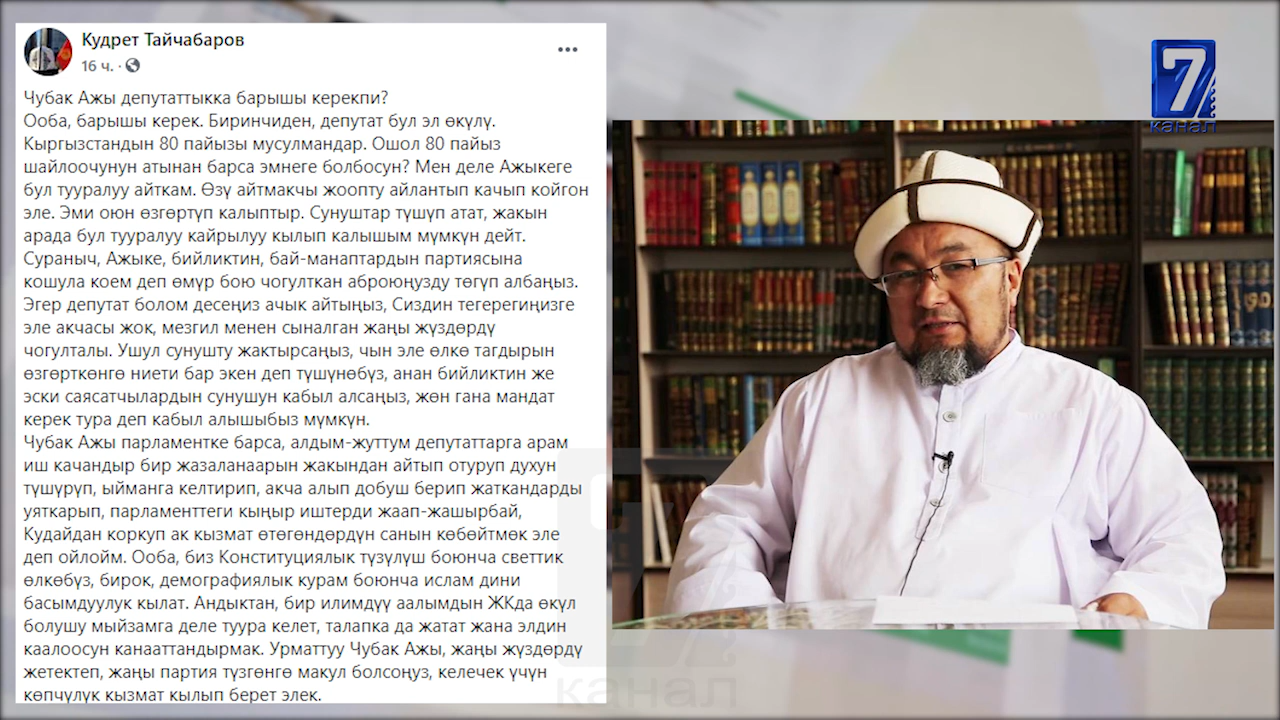 Кудрет Тайчабаров
16 ч. ·
Чубак Ажы депутаттыкка барышы керекпи?
Ооба, барышы керек. Биринчиден, депутат бул эл өкүлү.
Кыргызстандын 80 пайызы мусулмандар. Ошол 80 пайыз
шайлоочунун атынан барса эмнеге болбосун? Мен деле Ажыкеге
бул тууралуу айткам. Өзү айтмакчы жоопту айлантып качып койгон
эле. Эми оюн өзгөртүп калыптыр. Сунуштар түшүп атат, жакын
арада бул тууралуу кайрылуу кылып калышым мүмкүн дейт.
Сураныч, Ажыке, бийликтин, бай-манаптардын партиясына
кошула коем деп өмүр бою чогулткан аброюңузду төгүп албаңыз.
Эгер депутат болом десеңиз ачык айтыңыз, Сиздин тегерегиңизге
эле акчасы жок, мезгил менен сыналган жаңы жүздөрдү
чогулталы. Ушул сунушту жактырсаңыз, чын эле өлкө тагдырын
өзгөрткөнгө ниети бар экен деп түшүнөбүз, анан бийликтин же
эски саясатчылардын сунушун кабыл алсаңыз, жөн гана мандат
керек тура деп кабыл алышыбыз мүмкүн.
Чубак Ажы парламентке барса, алдым-жуттум депутаттарга арам
иш качандыр бир жазаланаарын жакындан айтып отуруп духун
түшүрүп, ыйманга келтирип, акча алып добуш берип жаткандарды
уяткарып, парламенттеги кыңыр иштерди жаап-жашырбай,
Кудайдан коркуп ак кызмат өтөгөндөрдүн санын көбөйтмөк эле
деп ойлойм. Ооба, биз Конституциялык түзүлүш боюнча светтик
өлкөбүз, бирок, демографиялык курам боюнча ислам дини
басымдуулук кылат. Андыктан, бир илимдүү аалымдын ЖКда өкүл
болушу мыйзамга деле туура келет, талапка да жатат жана элдин
каалоосун канааттандырмак. Урматтуу Чубак Ажы, жаңы жүздөрдү
жетектеп, жаңы партия түзгөнгө макул болсоңуз, келечек үчүн
көпчүлүк кызмат кылып берет элек.
7
канал
7
канал